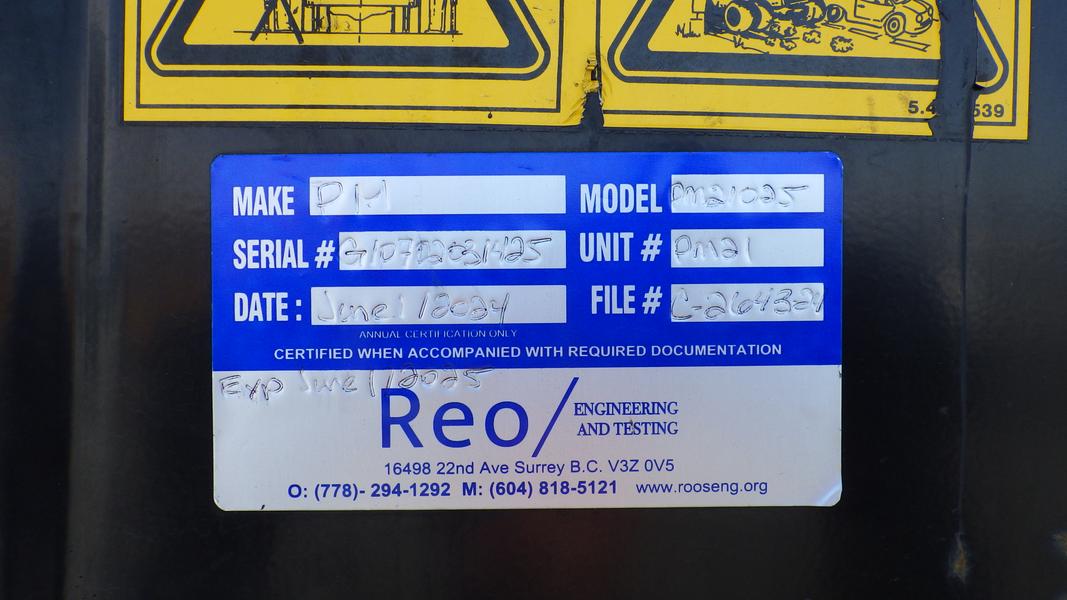 5.4 539
MAKE PM MODEL PM21025
SERIAL # UNIT # PM21
DATE : June 1/2024 FILE # C-26432-21
ANNUAL CERTIFICATION ONLY
CERTIFIED WHEN ACCOMPANIED WITH REQUIRED DOCUMENTATION
Exp June 1/2025
Reo/ ENGINEERING
AND TESTING
16498 22nd Ave Surrey B.C. V3Z 0V5
O: (778)- 294-1292 M: (604) 818-5121 www.rooseng.org